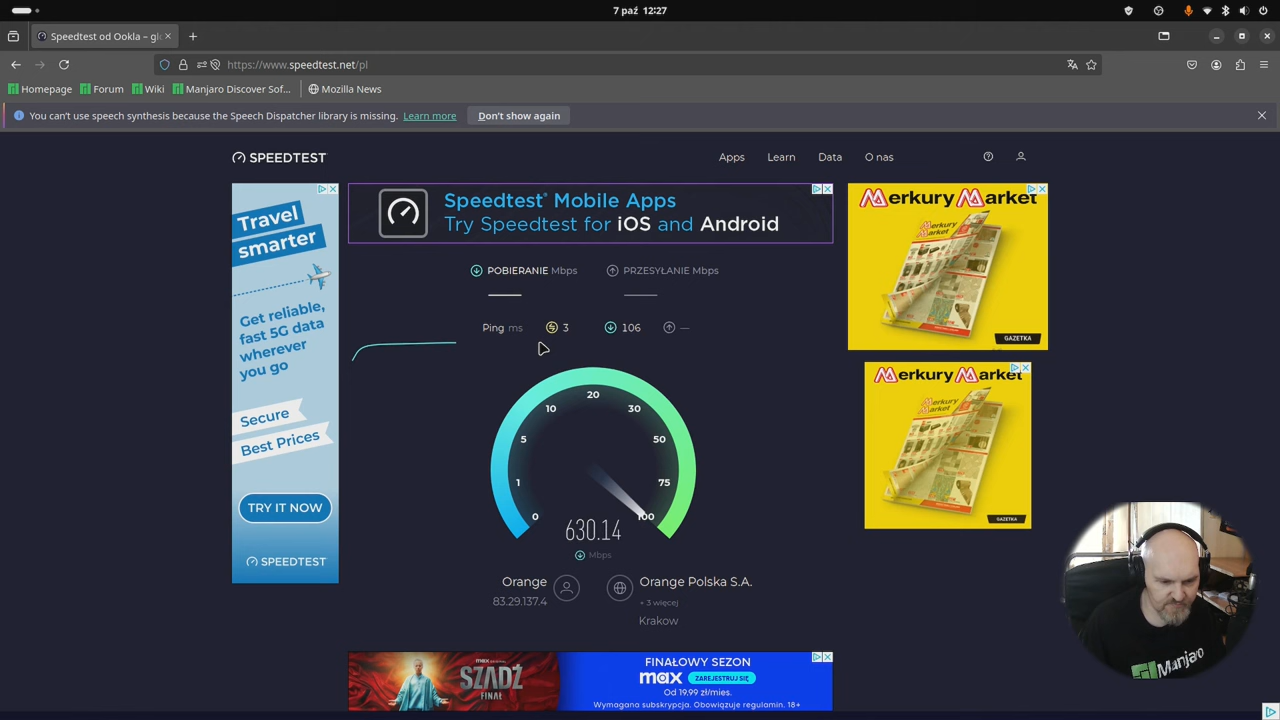 7 paź 12:27
Speedtest od Ookla – glo
https://www.speedtest.net/pl
Homepage
Forum
Wiki
Manjaro Discover Sof...
Mozilla News
You can't use speech synthesis because the Speech Dispatcher library is missing. Learn more
Don't show again
SPEEDTEST
Apps
Learn
Data
O nas
Travel
smarter
Get reliable,
fast 5G data
wherever
you go
Secure
Best Prices
TRY IT NOW
SPEEDTEST
Speedtest® Mobile Apps
Try Speedtest for iOS and Android
POBIERANIE Mbps
PRZESYŁANIE Mbps
Ping ms
3
106
—
0
1
5
10
20
30
50
75
100
630.14
Mbps
Orange
83.29.137.4
Orange Polska S.A.
+ 3 więcej
Krakow
Merkury Market
GAZETKA
Merkury Market
GAZETKA
max
SZADŹ
FINAŁ
FINAŁOWY SEZON
max ZAREJESTRUJ SIĘ
Od 19,99 zł/mies.
Wymagana subskrypcja. Obowiązuje regulamin. 18+
Manjaro